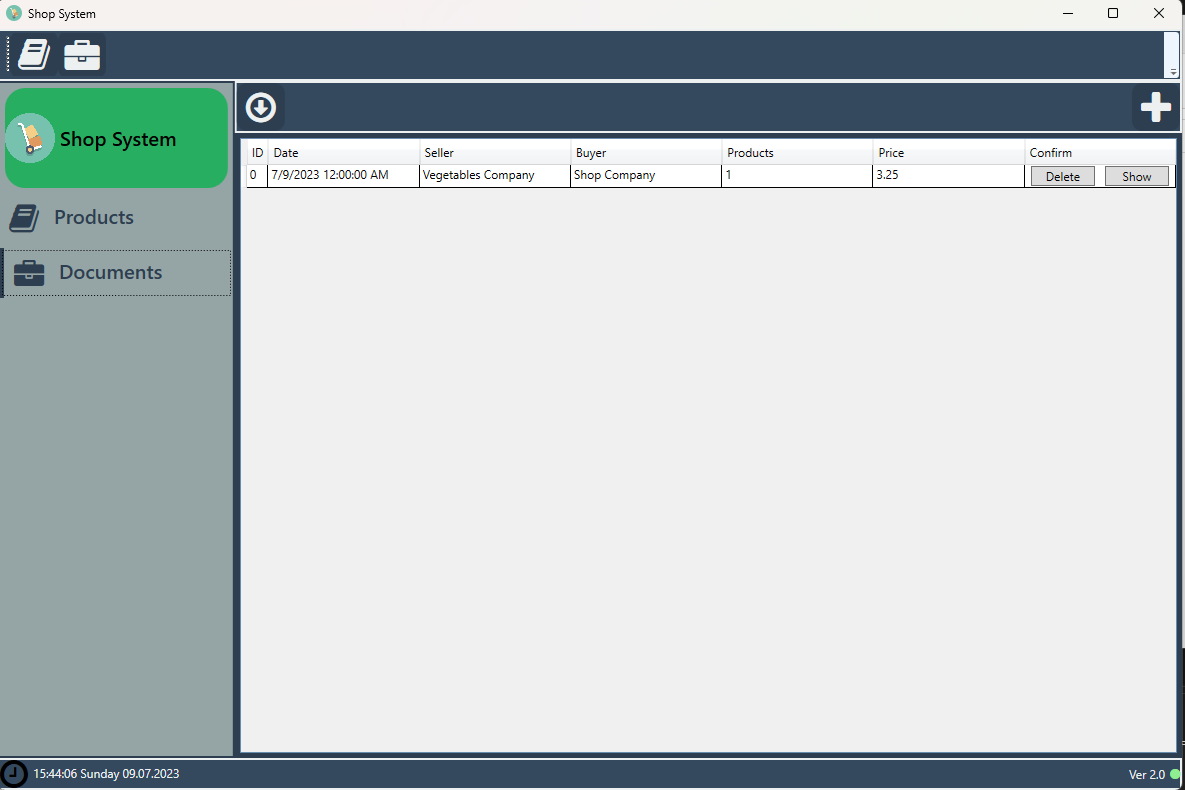 Shop System
Shop System
Products
Documents
ID Date Seller Buyer Products Price Confirm
0 7/9/2023 12:00:00 AM Vegetables Company Shop Company 1 3.25 Delete Show
15:44:06 Sunday 09.07.2023 Ver 2.0